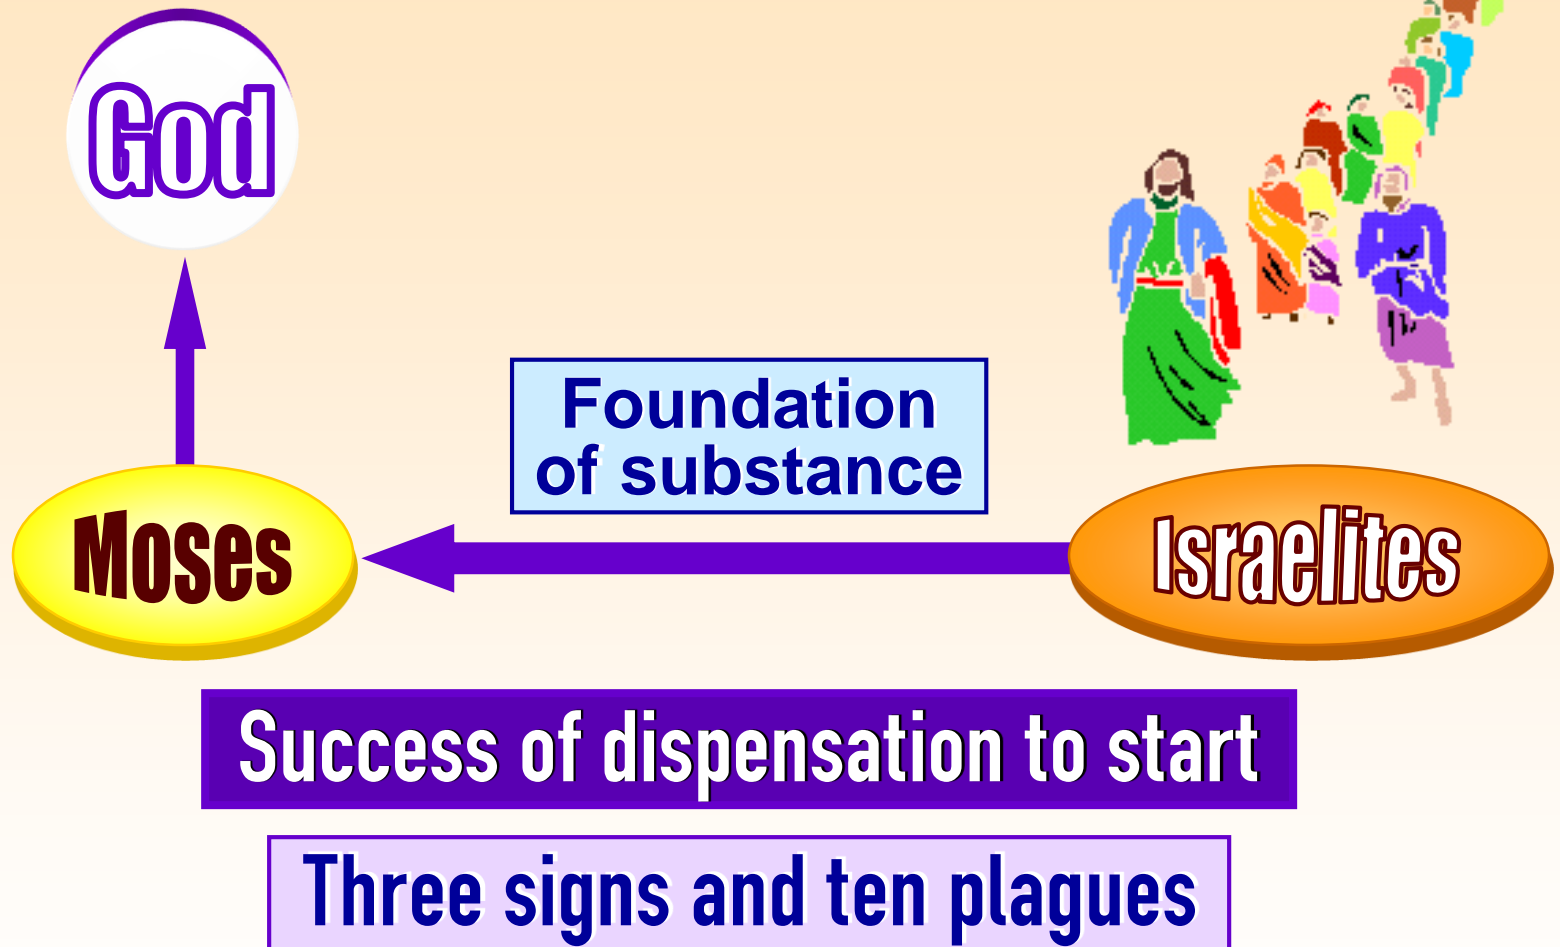 God
Foundation
of substance
Moses
Israelites
Success of dispensation to start
Three signs and ten plagues